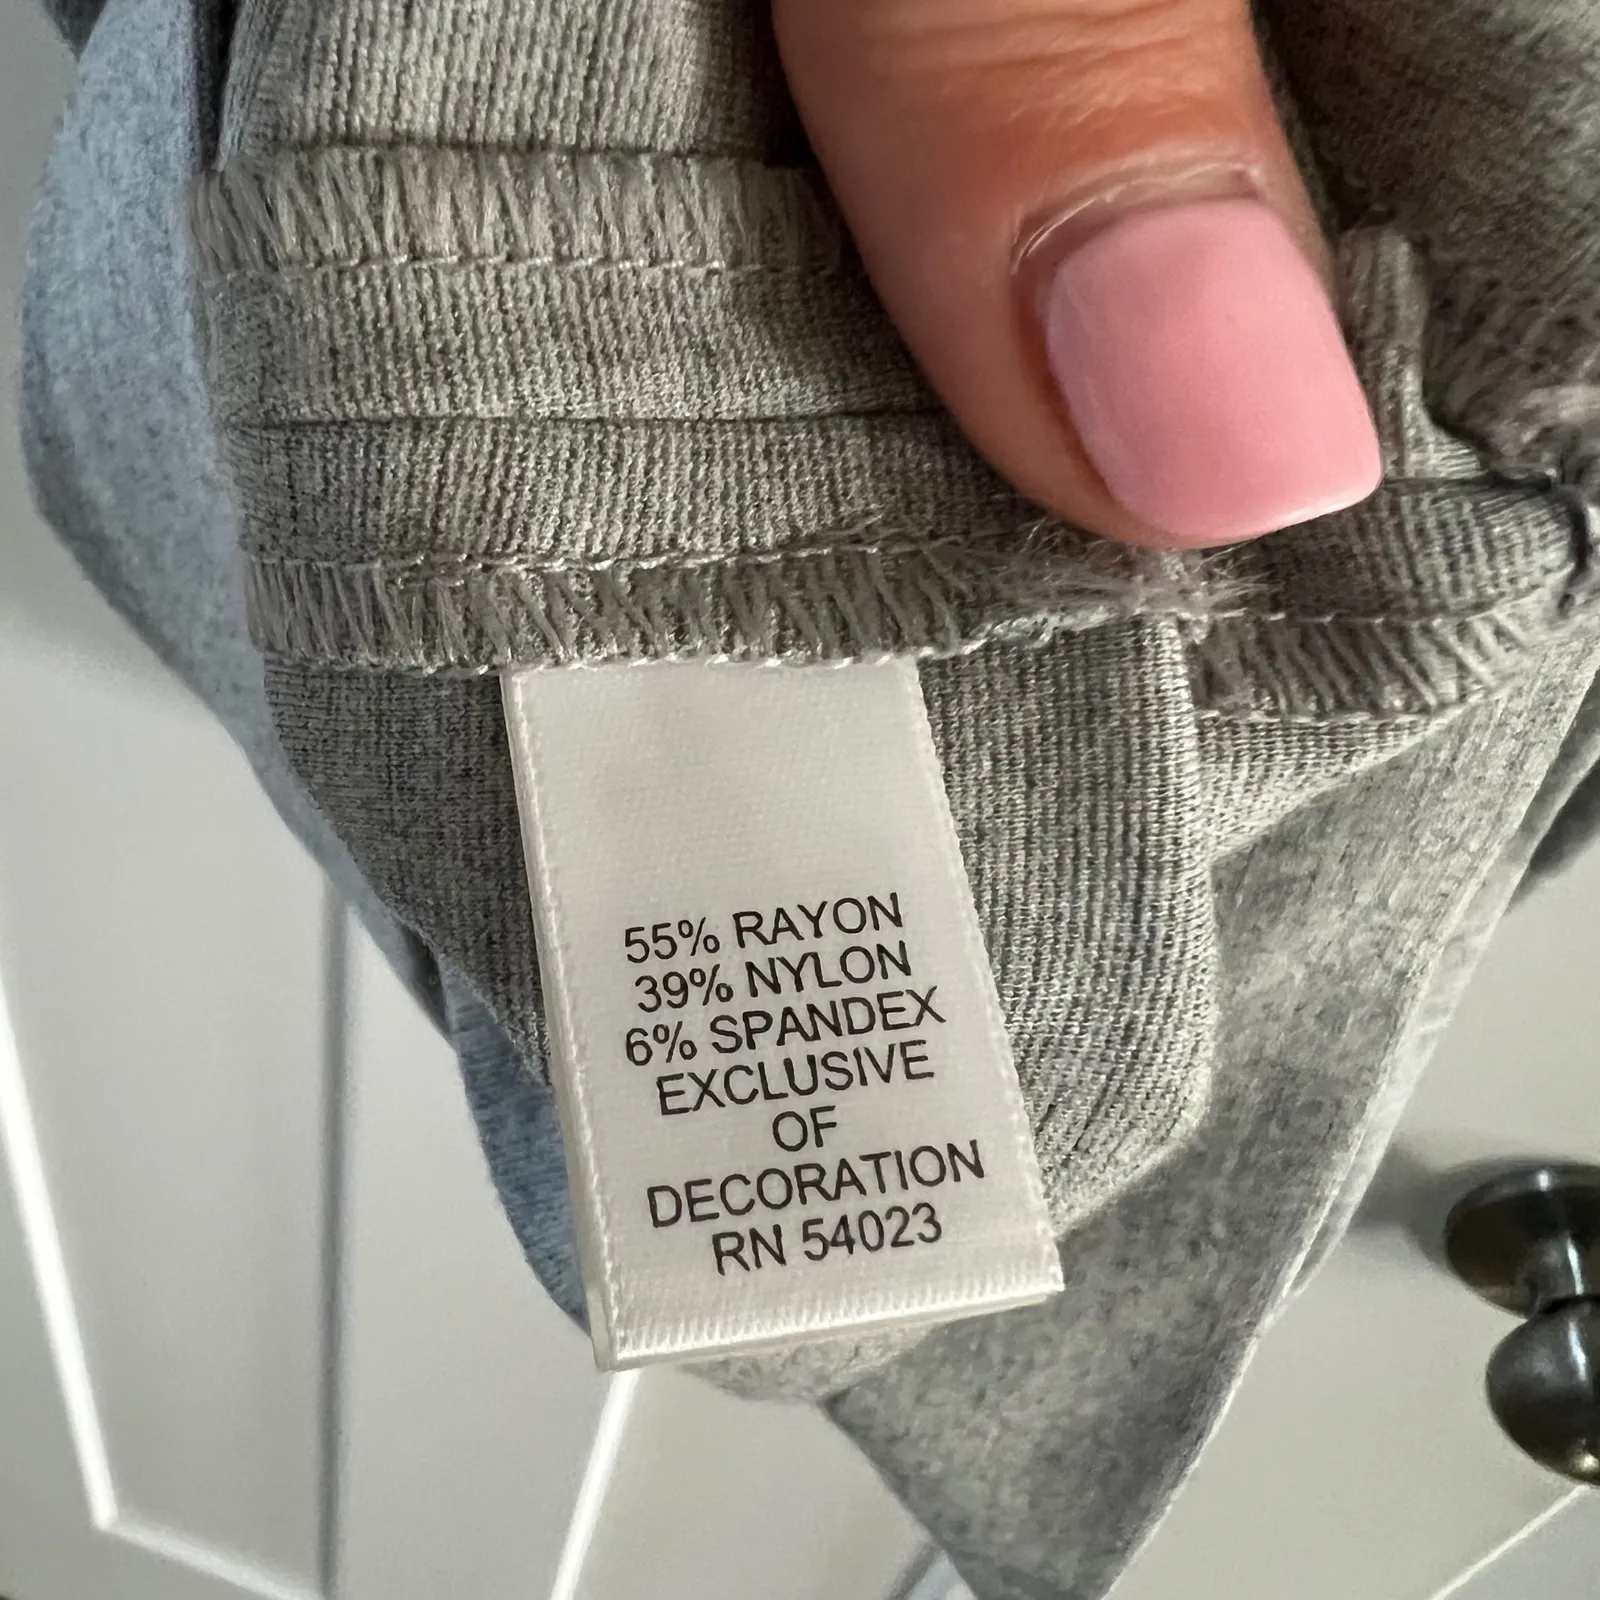 55% RAYON
39% NYLON
6% SPANDEX
EXCLUSIVE
OF
DECORATION
RN 54023